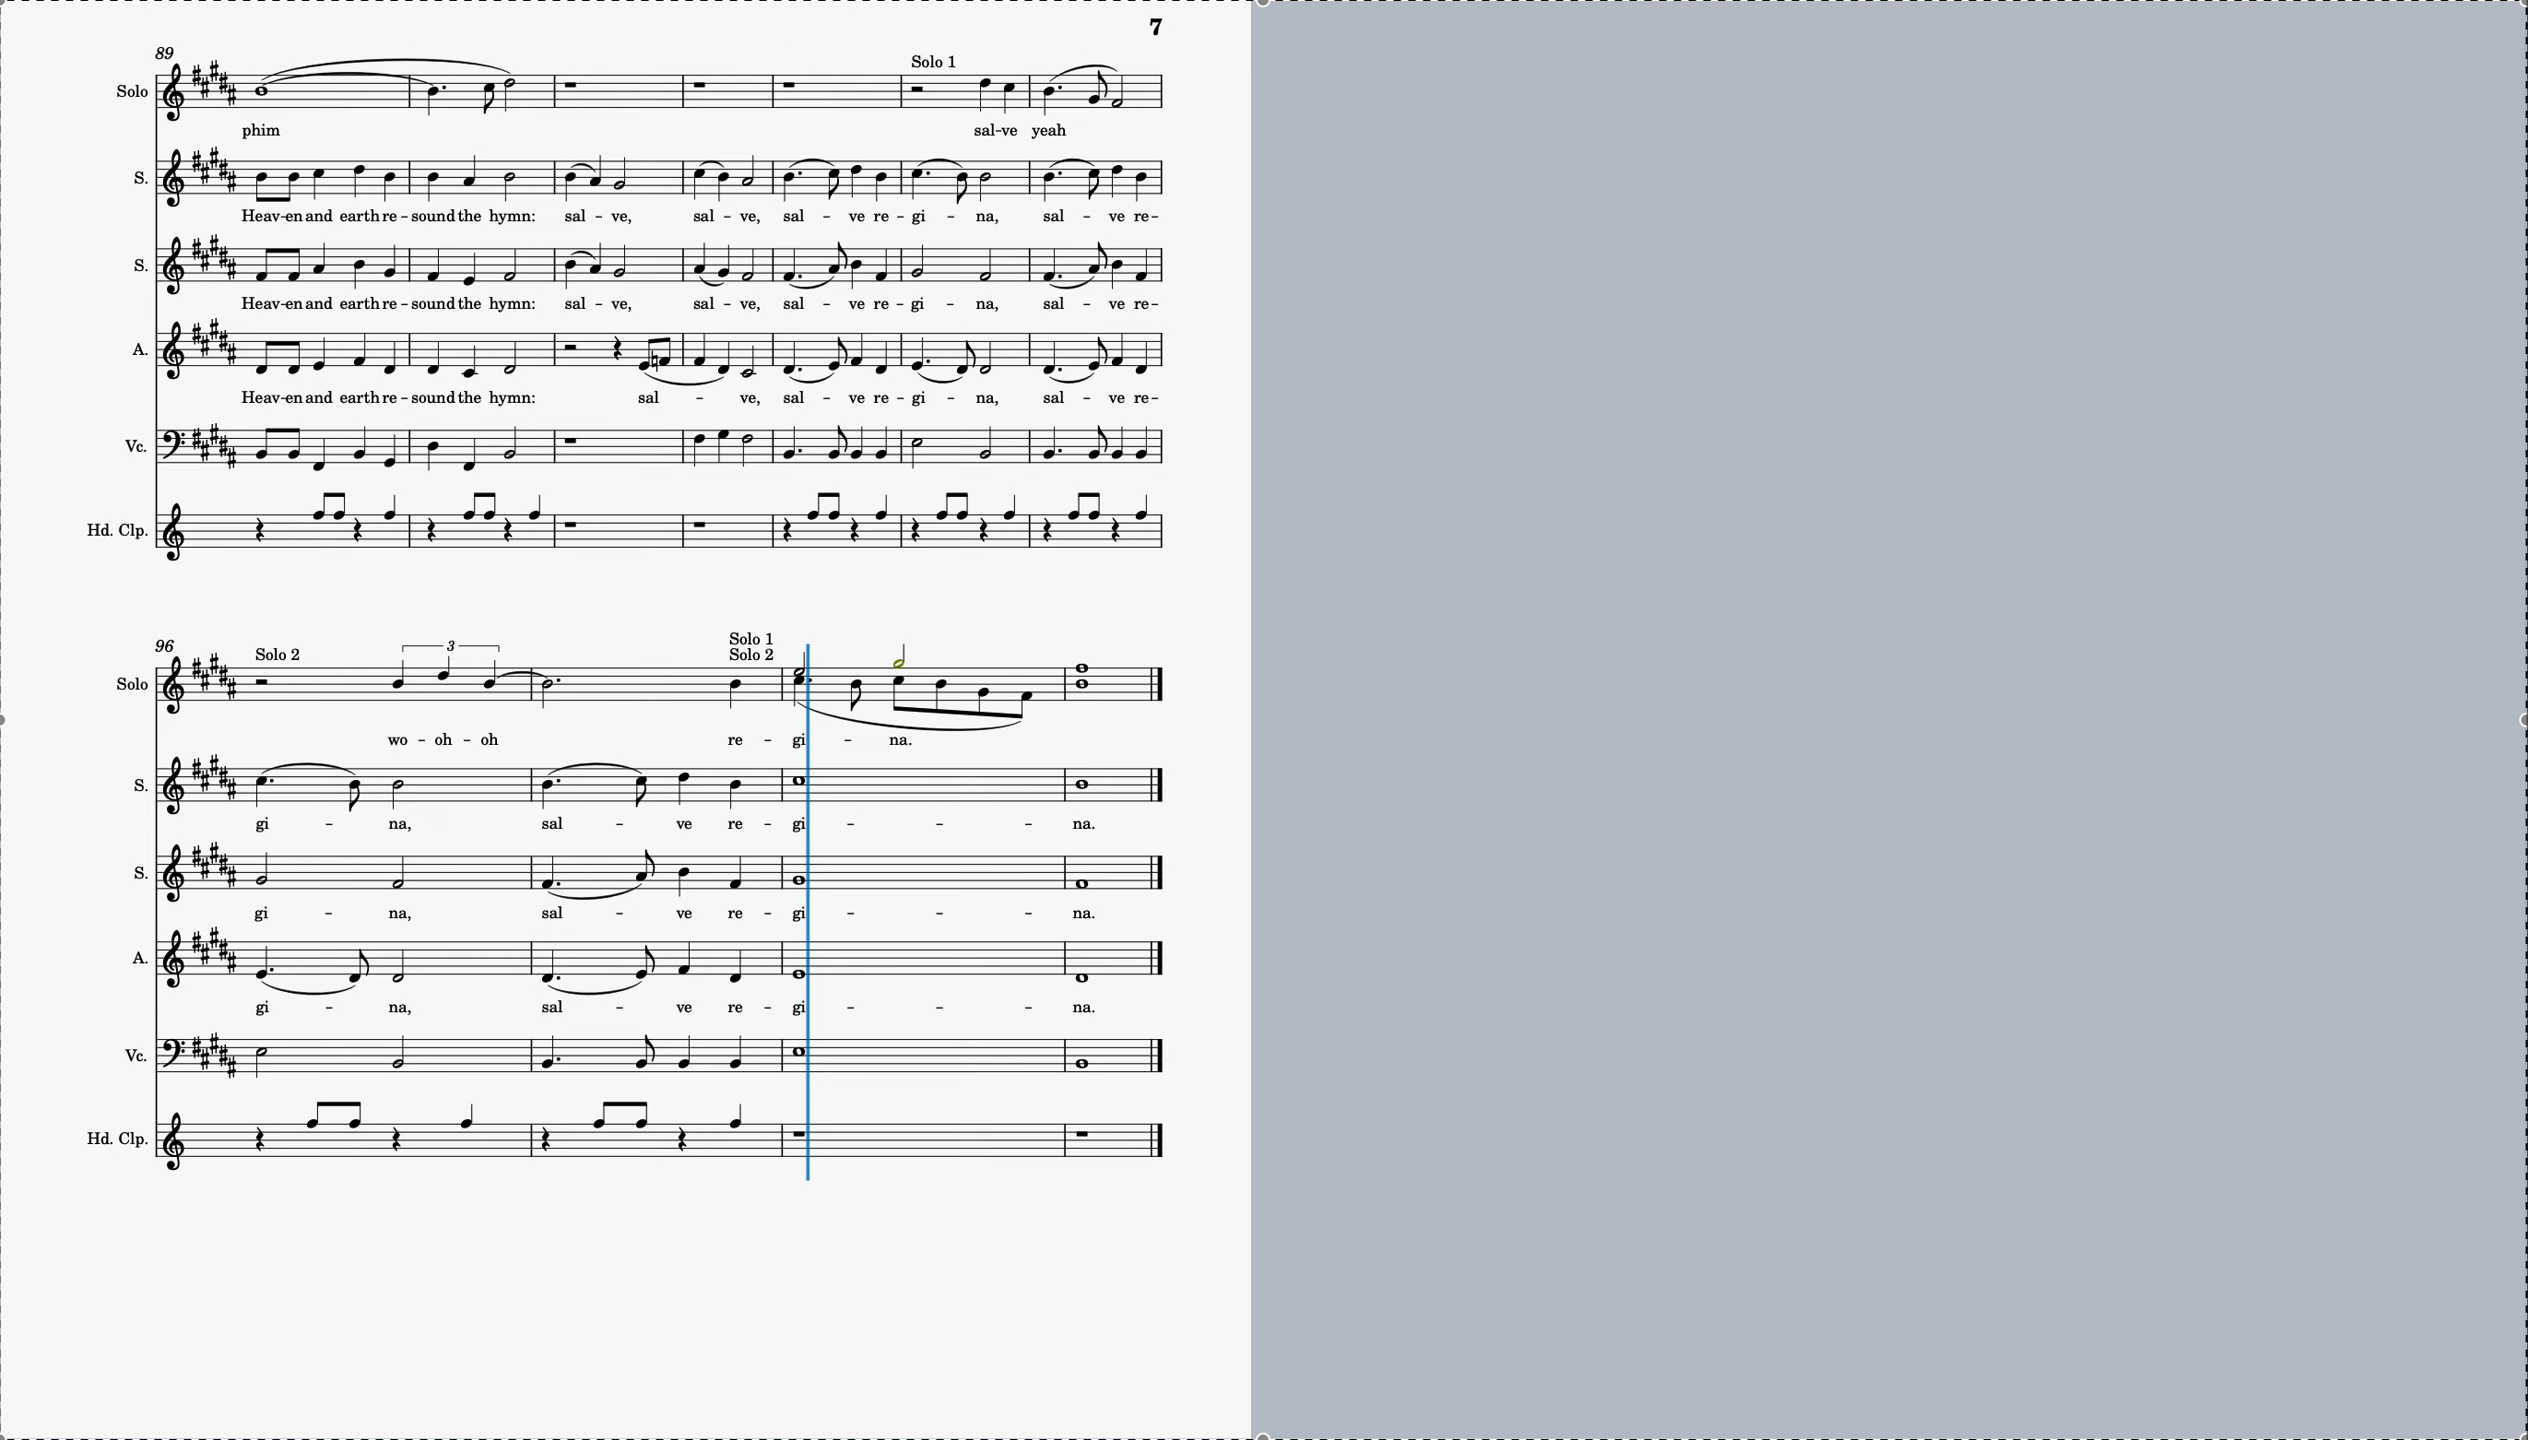 7
89
Solo 1
Solo
phim sal-ve yeah
S.
Heav-en and earth re-sound the hymn: sal - ve, sal - ve, sal - ve re - gi - na, sal - ve re-
S.
Heav-en and earth re-sound the hymn: sal - ve, sal - ve, sal - ve re - gi - na, sal - ve re-
A.
Heav-en and earth re-sound the hymn: sal - ve, sal - ve re - gi - na, sal - ve re-
Vc.
Hd. Clp.
96
Solo 2
3
Solo 1
Solo 2
Solo
wo - oh - oh re - gi - na.
S.
gi - na, sal - ve re - gi - - - na.
S.
gi - na, sal - ve re - gi - - - na.
A.
gi - na, sal - ve re - gi - - - na.
Vc.
Hd. Clp.